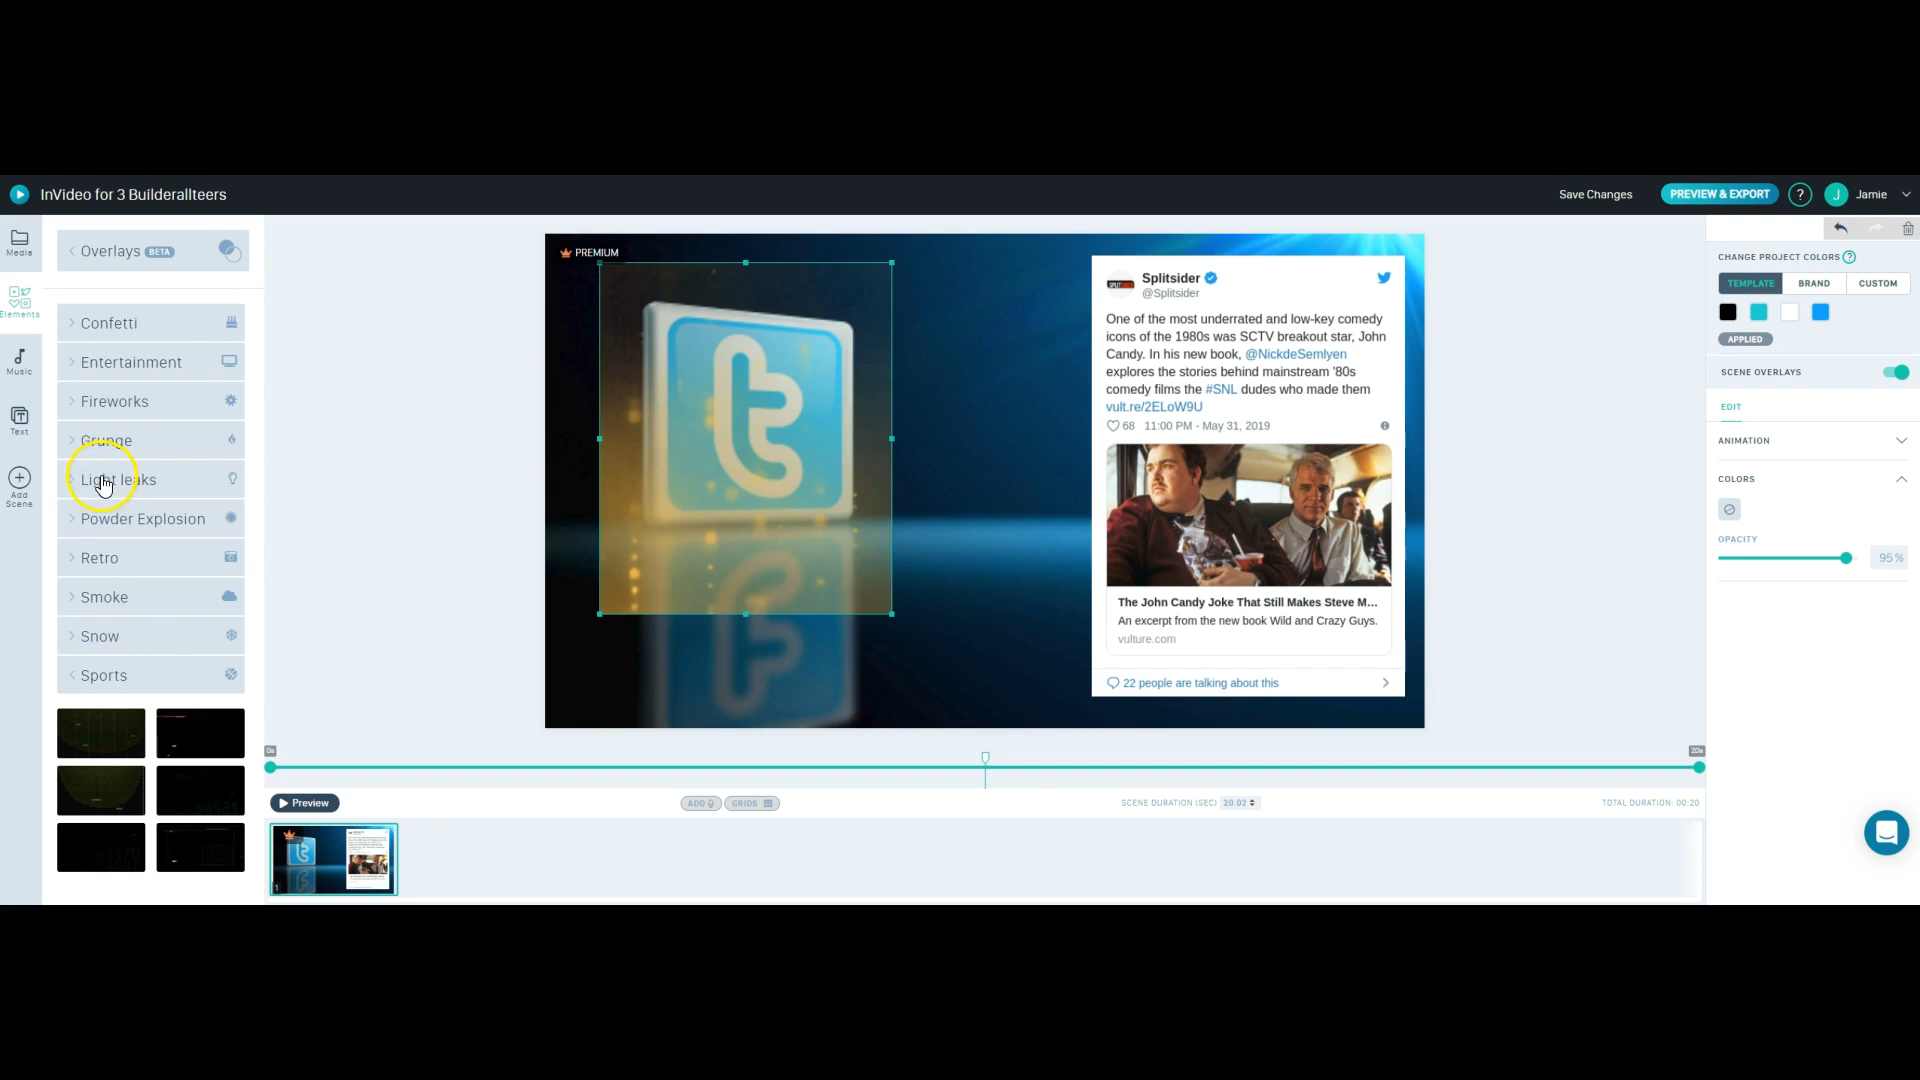 InVideo for 3 Builderallteers
Save Changes
PREVIEW & EXPORT
?
J
Jamie
Media
Elements
Music
Text
Add
Scene
Overlays BETA
Confetti
Entertainment
Fireworks
Grunge
Light leaks
Powder Explosion
Retro
Smoke
Snow
Sports
PREMIUM
Splitsider
@Splitsider
One of the most underrated and low-key comedy
icons of the 1980s was SCTV breakout star, John
Candy. In his new book, @NickdeSemlyen
explores the stories behind mainstream '80s
comedy films the #SNL dudes who made them
vult.re/2ELoW9U
68 11:00 PM - May 31, 2019
The John Candy Joke That Still Makes Steve M...
An excerpt from the new book Wild and Crazy Guys.
vulture.com
22 people are talking about this
0s
20s
Preview
ADD
GRIDS
SCENE DURATION (SEC) 20.02
TOTAL DURATION: 00:20
1
CHANGE PROJECT COLORS ?
TEMPLATE
BRAND
CUSTOM
APPLIED
SCENE OVERLAYS
EDIT
ANIMATION
COLORS
OPACITY
95%